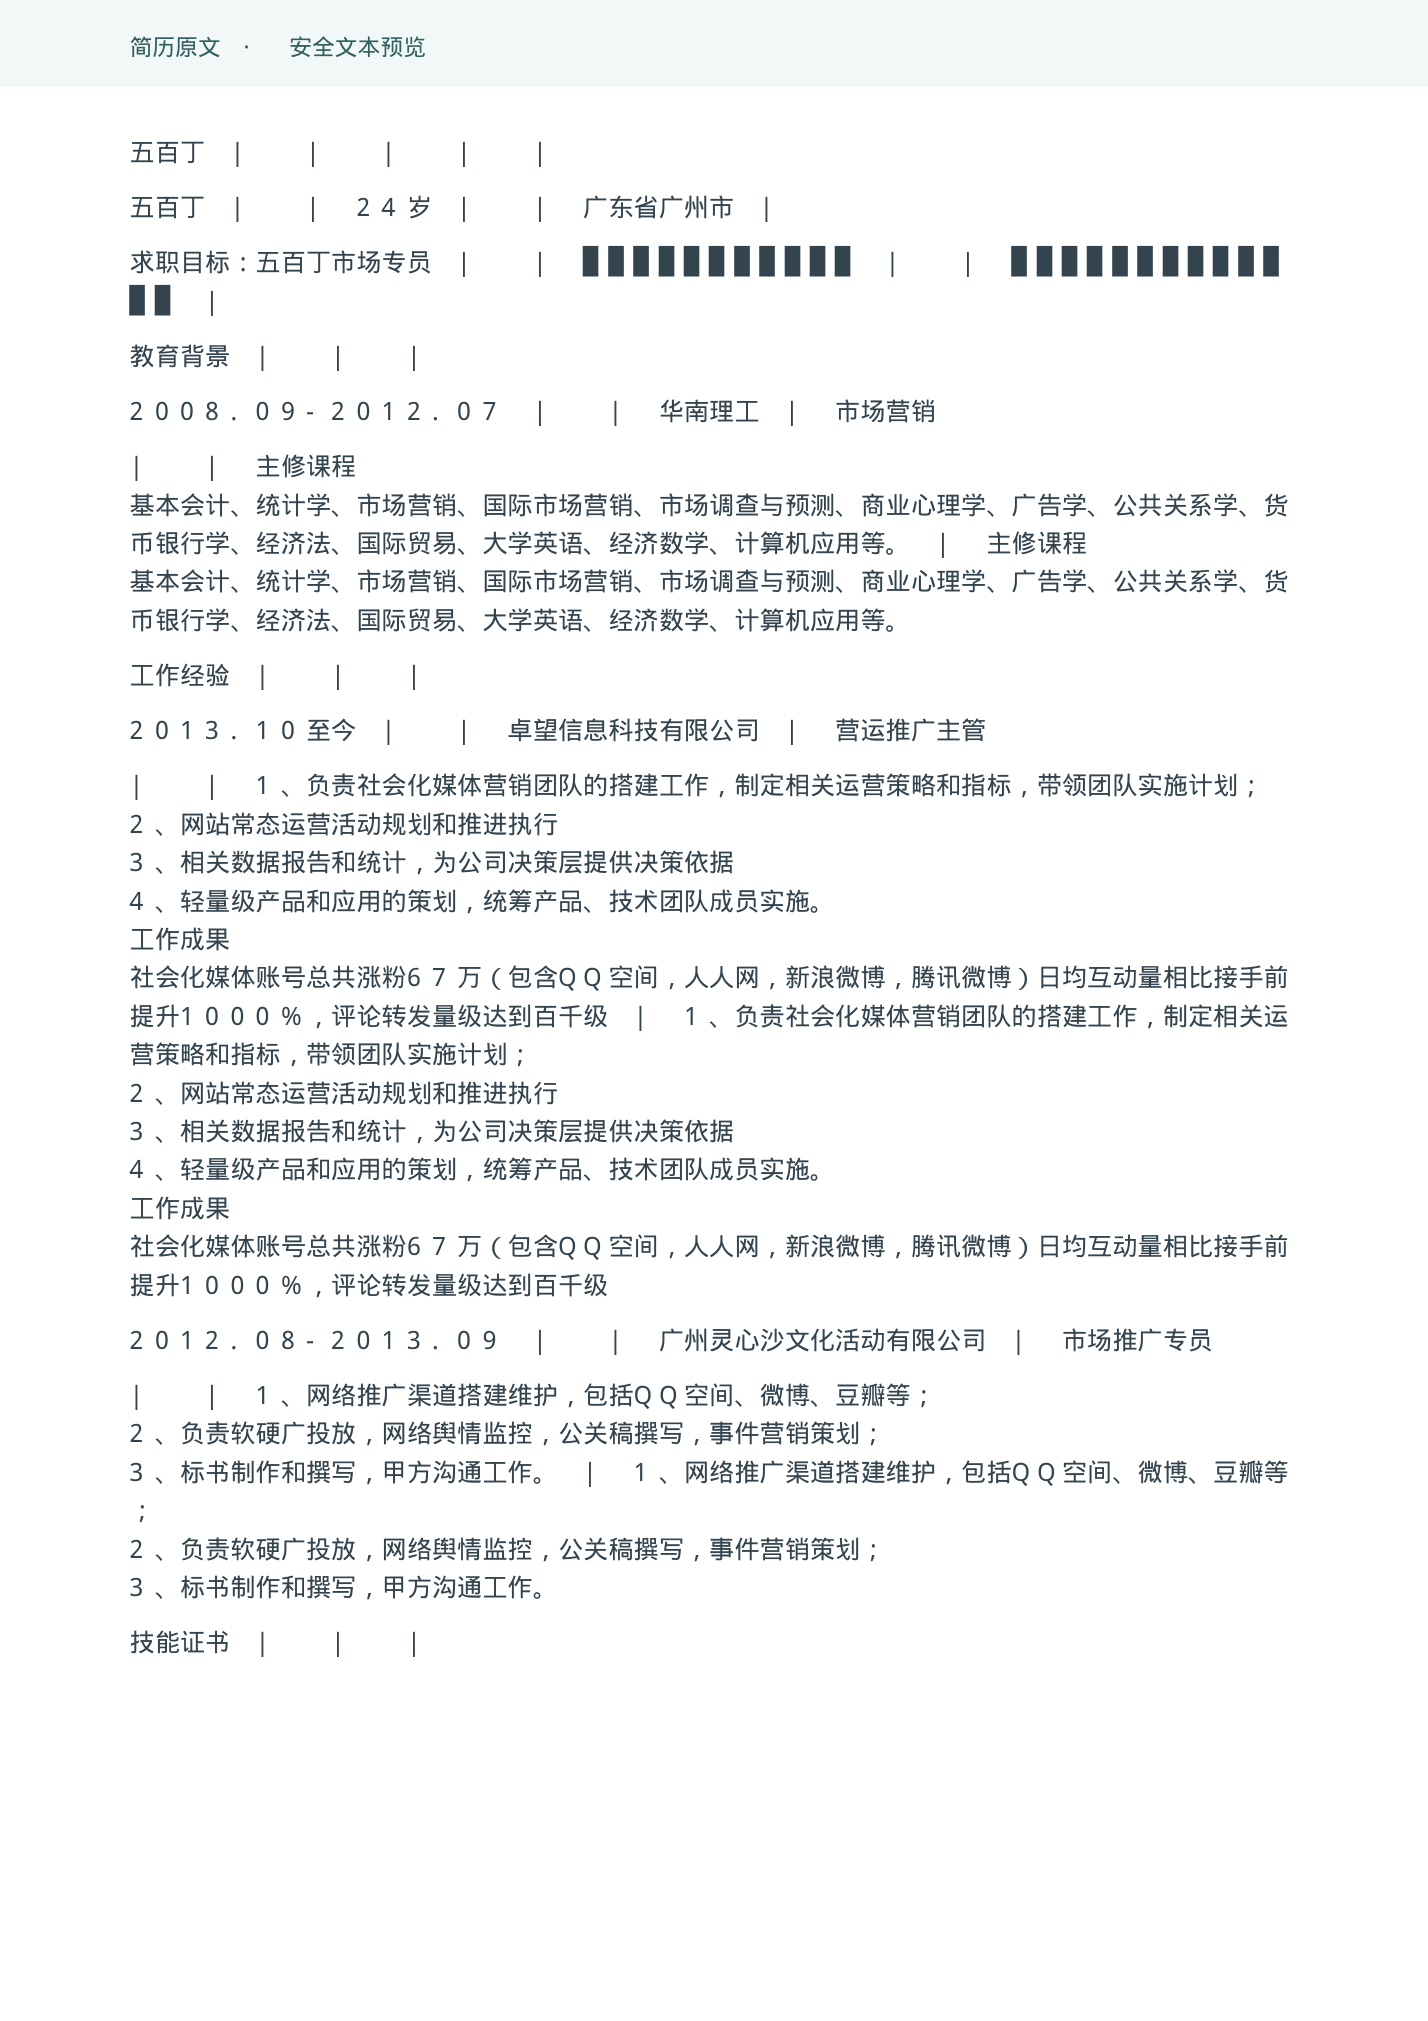 简历原文 · 安全文本预览
五百丁 | | | | |
五百丁 | | 24岁 | | 广东省广州市 |
求职目标：五百丁市场专员 | | ███████████ | | ███████████
██ |
教育背景 | | |
2008.09-2012.07 | | 华南理工 | 市场营销
| | 主修课程
基本会计、统计学、市场营销、国际市场营销、市场调查与预测、商业心理学、广告学、公共关系学、货
币银行学、经济法、国际贸易、大学英语、经济数学、计算机应用等。 | 主修课程
基本会计、统计学、市场营销、国际市场营销、市场调查与预测、商业心理学、广告学、公共关系学、货
币银行学、经济法、国际贸易、大学英语、经济数学、计算机应用等。
工作经验 | | |
2013.10至今 | | 卓望信息科技有限公司 | 营运推广主管
| | 1、负责社会化媒体营销团队的搭建工作，制定相关运营策略和指标，带领团队实施计划；
2、网站常态运营活动规划和推进执行
3、相关数据报告和统计，为公司决策层提供决策依据
4、轻量级产品和应用的策划，统筹产品、技术团队成员实施。
工作成果
社会化媒体账号总共涨粉67万（包含QQ空间，人人网，新浪微博，腾讯微博）日均互动量相比接手前
提升1000%，评论转发量级达到百千级 | 1、负责社会化媒体营销团队的搭建工作，制定相关运
营策略和指标，带领团队实施计划；
2、网站常态运营活动规划和推进执行
3、相关数据报告和统计，为公司决策层提供决策依据
4、轻量级产品和应用的策划，统筹产品、技术团队成员实施。
工作成果
社会化媒体账号总共涨粉67万（包含QQ空间，人人网，新浪微博，腾讯微博）日均互动量相比接手前
提升1000%，评论转发量级达到百千级
2012.08-2013.09 | | 广州灵心沙文化活动有限公司 | 市场推广专员
| | 1、网络推广渠道搭建维护，包括QQ空间、微博、豆瓣等；
2、负责软硬广投放，网络舆情监控，公关稿撰写，事件营销策划；
3、标书制作和撰写，甲方沟通工作。 | 1、网络推广渠道搭建维护，包括QQ空间、微博、豆瓣等
；
2、负责软硬广投放，网络舆情监控，公关稿撰写，事件营销策划；
3、标书制作和撰写，甲方沟通工作。
技能证书 | | |